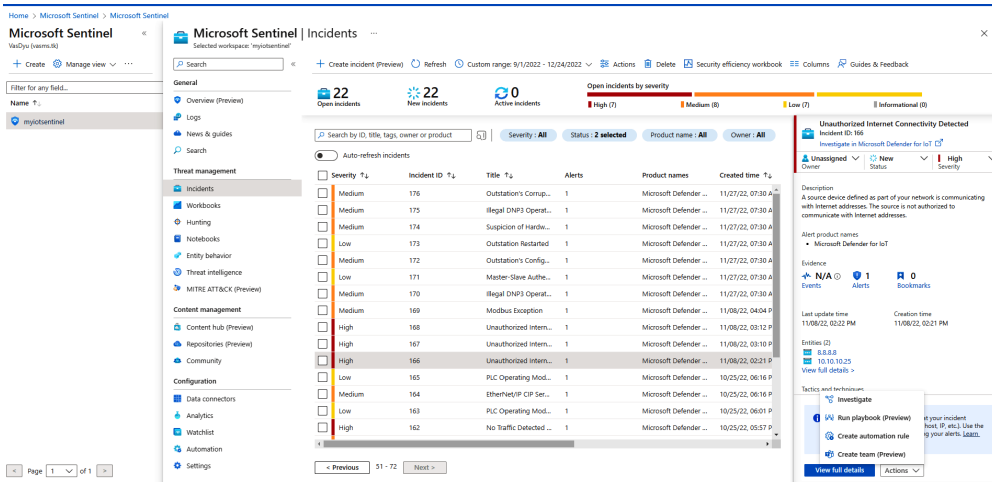 Home > Microsoft Sentinel > Microsoft Sentinel
Microsoft Sentinel «
VasDyu (vasms.tk)
+ Create Manage view ⋯
Filter for any field...
Name ↑↓
myiotsentinel
< Page 1 of 1 >
Microsoft Sentinel | Incidents ⋯
Selected workspace: 'myiotsentinel'
Search «
General
Overview (Preview)
Logs
News & guides
Search
Threat management
Incidents
Workbooks
Hunting
Notebooks
Entity behavior
Threat intelligence
MITRE ATT&CK (Preview)
Content management
Content hub (Preview)
Repositories (Preview)
Community
Configuration
Data connectors
Analytics
Watchlist
Automation
Settings
+ Create incident (Preview) Refresh Custom range: 9/1/2022 - 12/24/2022 Actions Delete Security efficiency workbook Columns Guides & Feedback
22 Open incidents
22 New incidents
0 Active incidents
Open incidents by severity
High (7) Medium (8) Low (7) Informational (0)
Search by ID, title, tags, owner or product Severity : All Status : 2 selected Product name : All Owner : All
Auto-refresh incidents
Severity ↑↓ Incident ID ↑↓ Title ↑↓ Alerts Product names Created time ↑↓
Medium 176 Outstation's Corrup... 1 Microsoft Defender ... 11/27/22, 07:30 A
Medium 175 Illegal DNP3 Operat... 1 Microsoft Defender ... 11/27/22, 07:30 A
Medium 174 Suspicion of Hardw... 1 Microsoft Defender ... 11/27/22, 07:30 A
Low 173 Outstation Restarted 1 Microsoft Defender ... 11/27/22, 07:30 A
Medium 172 Outstation's Config... 1 Microsoft Defender ... 11/27/22, 07:30 A
Low 171 Master-Slave Authe... 1 Microsoft Defender ... 11/27/22, 07:30 A
Medium 170 Illegal DNP3 Operat... 1 Microsoft Defender ... 11/27/22, 07:30 A
Medium 169 Modbus Exception 1 Microsoft Defender ... 11/08/22, 04:04 P
High 168 Unauthorized Intern... 1 Microsoft Defender ... 11/08/22, 03:12 P
High 167 Unauthorized Intern... 1 Microsoft Defender ... 11/08/22, 03:10 P
High 166 Unauthorized Intern... 1 Microsoft Defender ... 11/08/22, 02:21 P
Low 165 PLC Operating Mod... 1 Microsoft Defender ... 10/25/22, 06:16 P
Medium 164 EtherNet/IP CIP Ser... 1 Microsoft Defender ... 10/25/22, 06:16 P
Low 163 PLC Operating Mod... 1 Microsoft Defender ... 10/25/22, 06:01 P
High 162 No Traffic Detected ... 1 Microsoft Defender ... 10/25/22, 05:57 P
< Previous 51 - 72 Next >
Unauthorized Internet Connectivity Detected
Incident ID: 166
Investigate in Microsoft Defender for IoT
Unassigned New High
Owner Status Severity
Description
A source device defined as part of your network is communicating
with Internet addresses. The source is not authorized to
communicate with Internet addresses.
Alert product names
• Microsoft Defender for IoT
Evidence
N/A 1 0
Events Alerts Bookmarks
Last update time Creation time
11/08/22, 02:22 PM 11/08/22, 02:21 PM
Entities (2)
8.8.8.8
10.10.10.25
View full details >
Tactics and techniques
Investigate
Run playbook (Preview)
Create automation rule
Create team (Preview)
your incident
host, IP, etc.). Use the
your alerts. Learn
View full details Actions